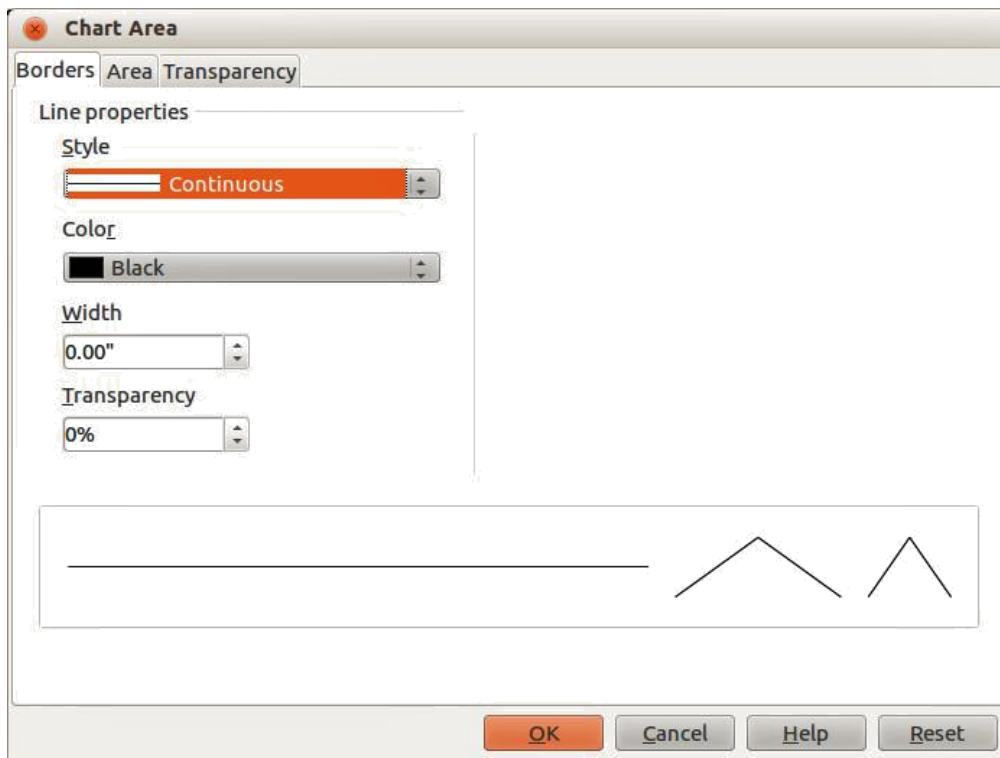 Chart Area
Borders Area Transparency
Line properties
Style
Continuous
Color
Black
Width
0.00"
Transparency
0%
OK Cancel Help Reset